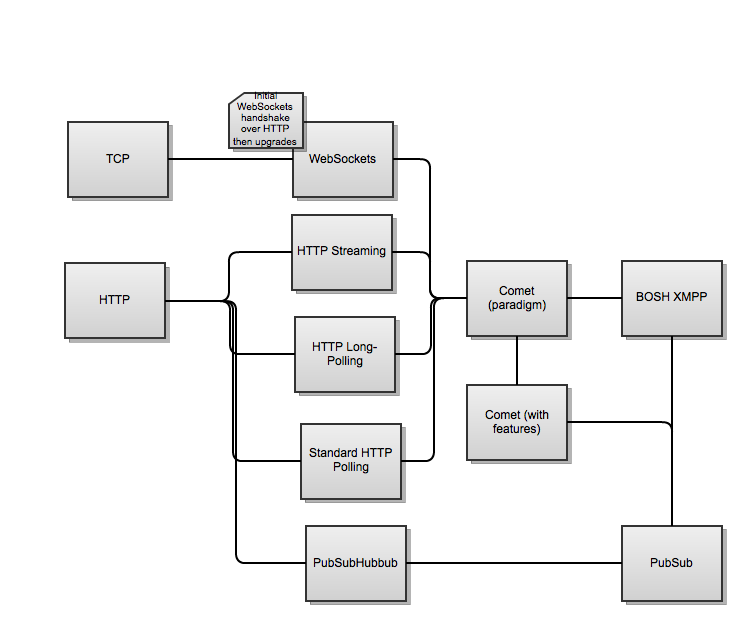 Initial
WebSockets
handshake
over HTTP
then upgrades
TCP
WebSockets
HTTP Streaming
HTTP
Comet
(paradigm)
BOSH XMPP
HTTP Long-
Polling
Comet (with
features)
Standard HTTP
Polling
PubSubHubbub
PubSub